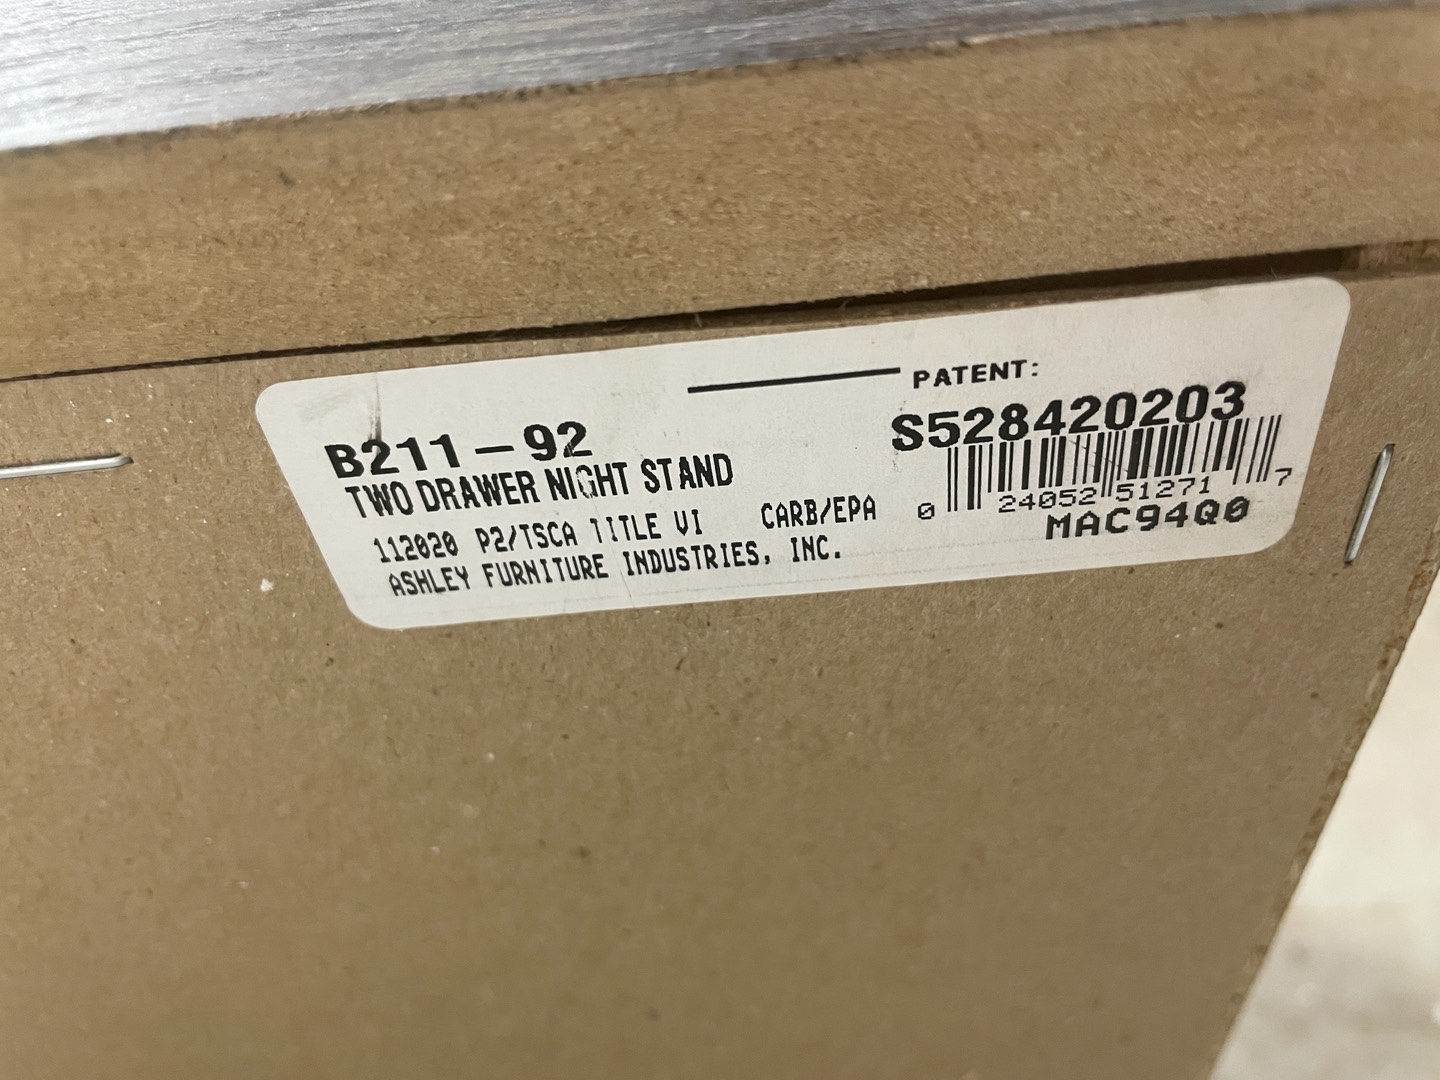 PATENT:
B211-92
S528420203
TWO DRAWER NIGHT STAND
0 24052 51271 7
112020 P2/TSCA TITLE VI CARB/EPA
MAC94Q0
ASHLEY FURNITURE INDUSTRIES, INC.